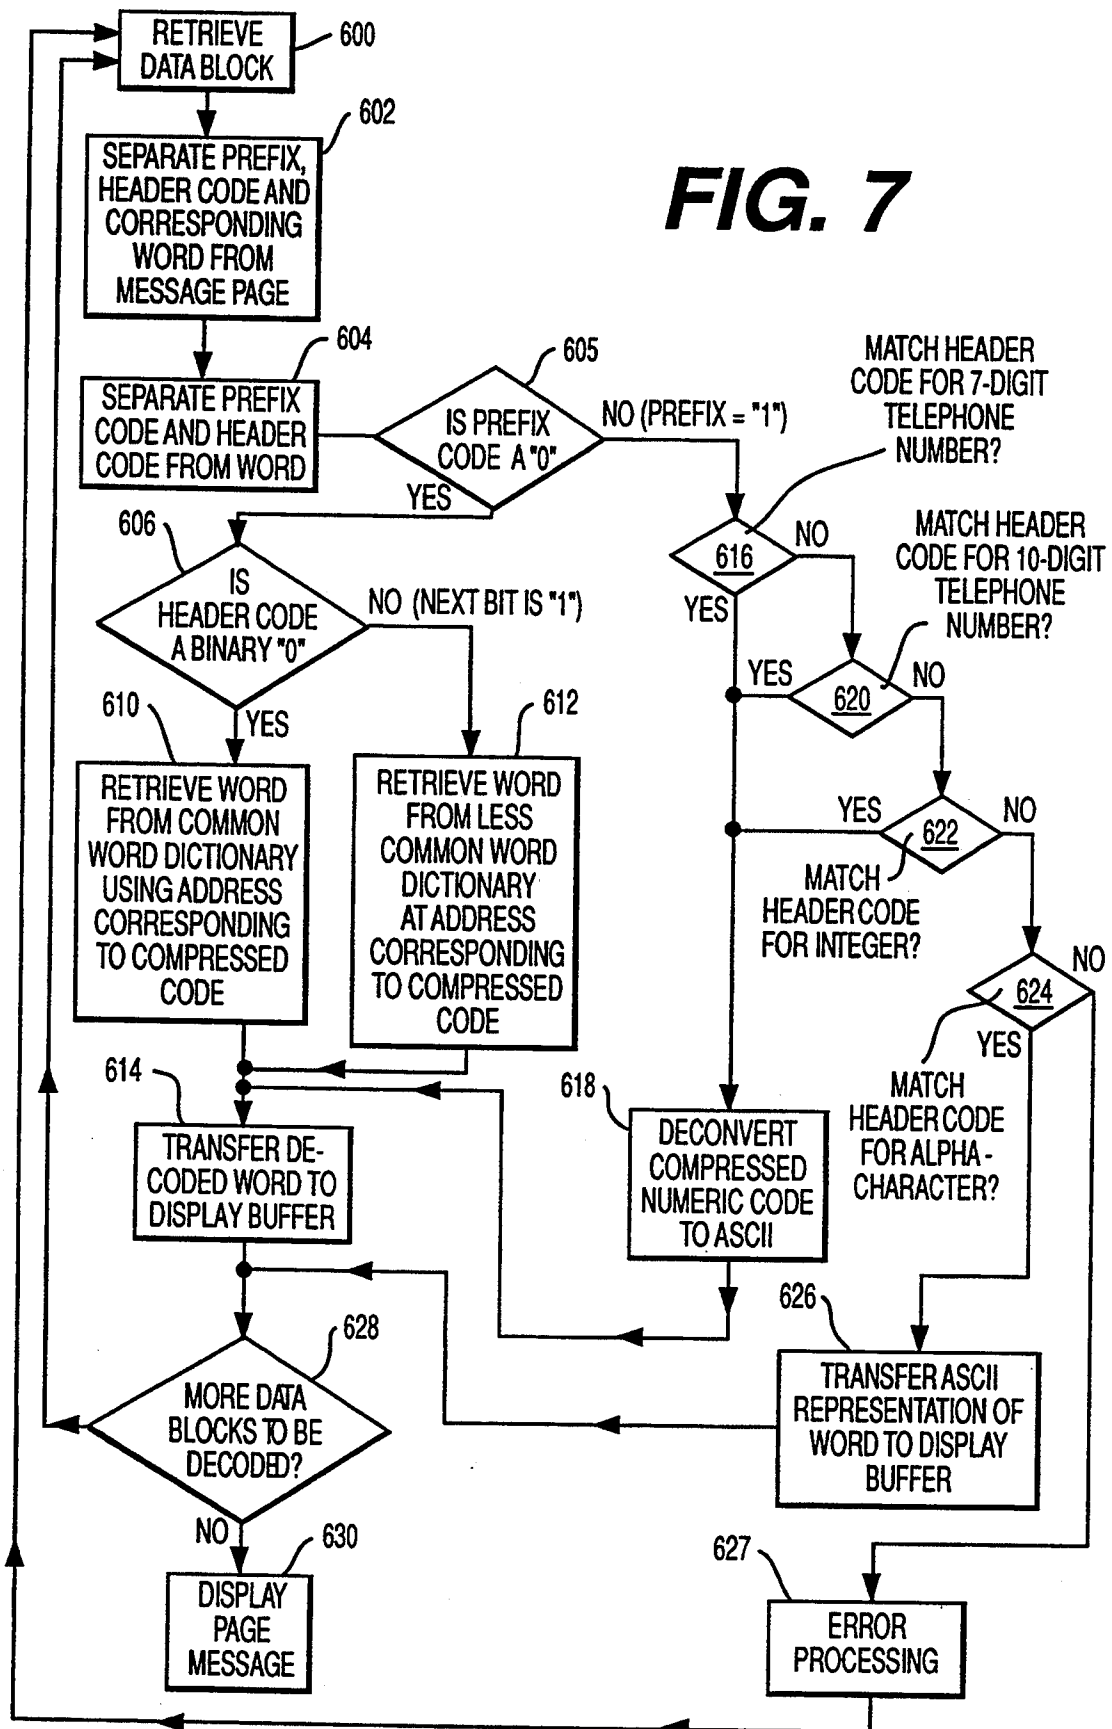 RETRIEVE
DATA BLOCK
600
602
SEPARATE PREFIX,
HEADER CODE AND
CORRESPONDING
WORD FROM
MESSAGE PAGE
FIG. 7
604
SEPARATE PREFIX
CODE AND HEADER
CODE FROM WORD
605
IS PREFIX
CODE A "0"
NO (PREFIX = "1")
YES
MATCH HEADER
CODE FOR 7-DIGIT
TELEPHONE
NUMBER?
606
IS
HEADER CODE
A BINARY "0"
NO (NEXT BIT IS "1")
YES
616
NO
YES
MATCH HEADER
CODE FOR 10-DIGIT
TELEPHONE
NUMBER?
620
YES
NO
610
RETRIEVE WORD
FROM COMMON
WORD DICTIONARY
USING ADDRESS
CORRESPONDING
TO COMPRESSED
CODE
612
RETRIEVE WORD
FROM LESS
COMMON WORD
DICTIONARY
AT ADDRESS
CORRESPONDING
TO COMPRESSED
CODE
YES
622
NO
MATCH
HEADER CODE
FOR INTEGER?
624
NO
YES
MATCH
HEADER CODE
FOR ALPHA-
CHARACTER?
614
TRANSFER DE-
CODED WORD TO
DISPLAY BUFFER
618
DECONVERT
COMPRESSED
NUMERIC CODE
TO ASCII
626
TRANSFER ASCII
REPRESENTATION OF
WORD TO DISPLAY
BUFFER
628
MORE DATA
BLOCKS TO BE
DECODED?
NO
630
DISPLAY
PAGE
MESSAGE
627
ERROR
PROCESSING